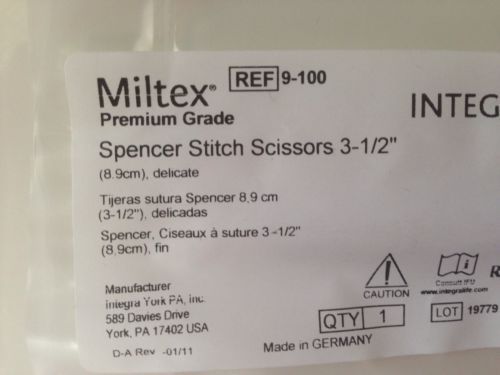 Miltex® REF 9-100
Premium Grade
INTEG
Spencer Stitch Scissors 3-1/2"
(8.9cm), delicate
Tijeras sutura Spencer 8,9 cm
(3-1/2"), delicadas
Spencer, Ciseaux à suture 3 -1/2"
(8,9cm), fin
Manufacturer
Integra York PA, Inc.
589 Davies Drive
York, PA 17402 USA
D-A Rev -01/11
CAUTION
Consult IFU
www.integralife.com
R
QTY 1
LOT 19779
Made in GERMANY